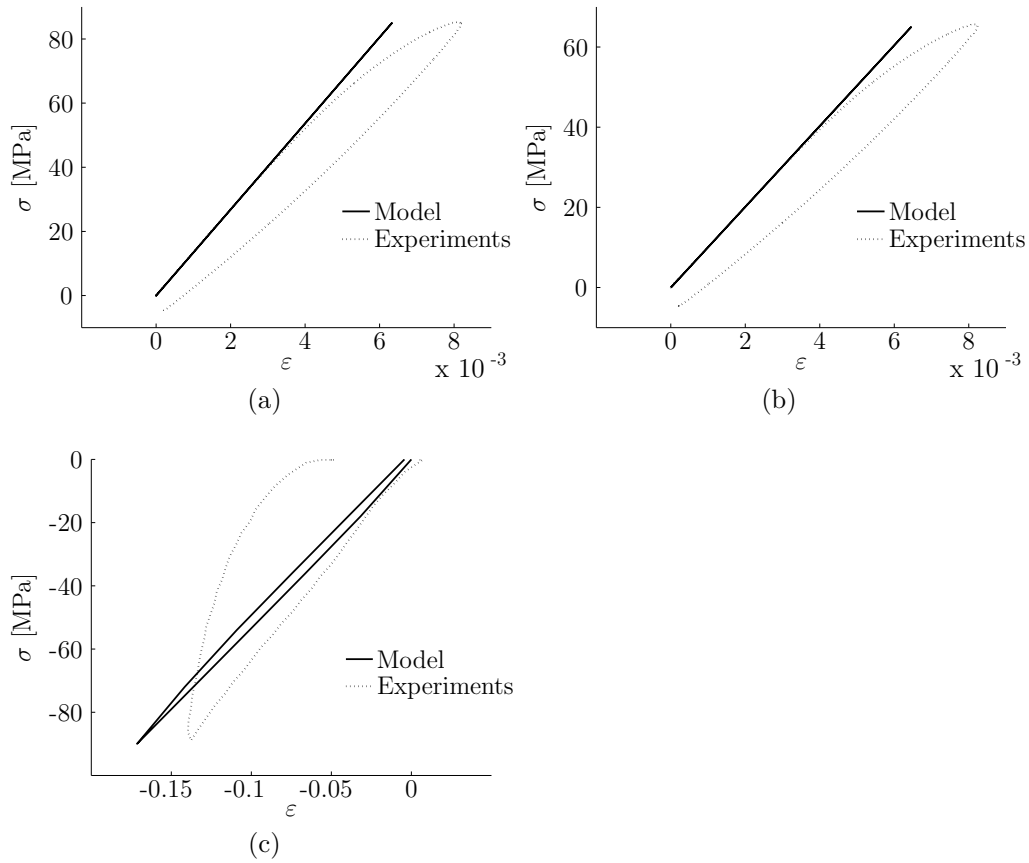 80
60
40
20
0
σ [MPa]
Model
Experiments
0 2 4 6 8
ε
x 10 -3
(a)
60
40
20
0
σ [MPa]
Model
Experiments
0 2 4 6 8
ε
x 10 -3
(b)
0
-20
-40
-60
-80
σ [MPa]
Model
Experiments
-0.15 -0.1 -0.05 0
ε
(c)